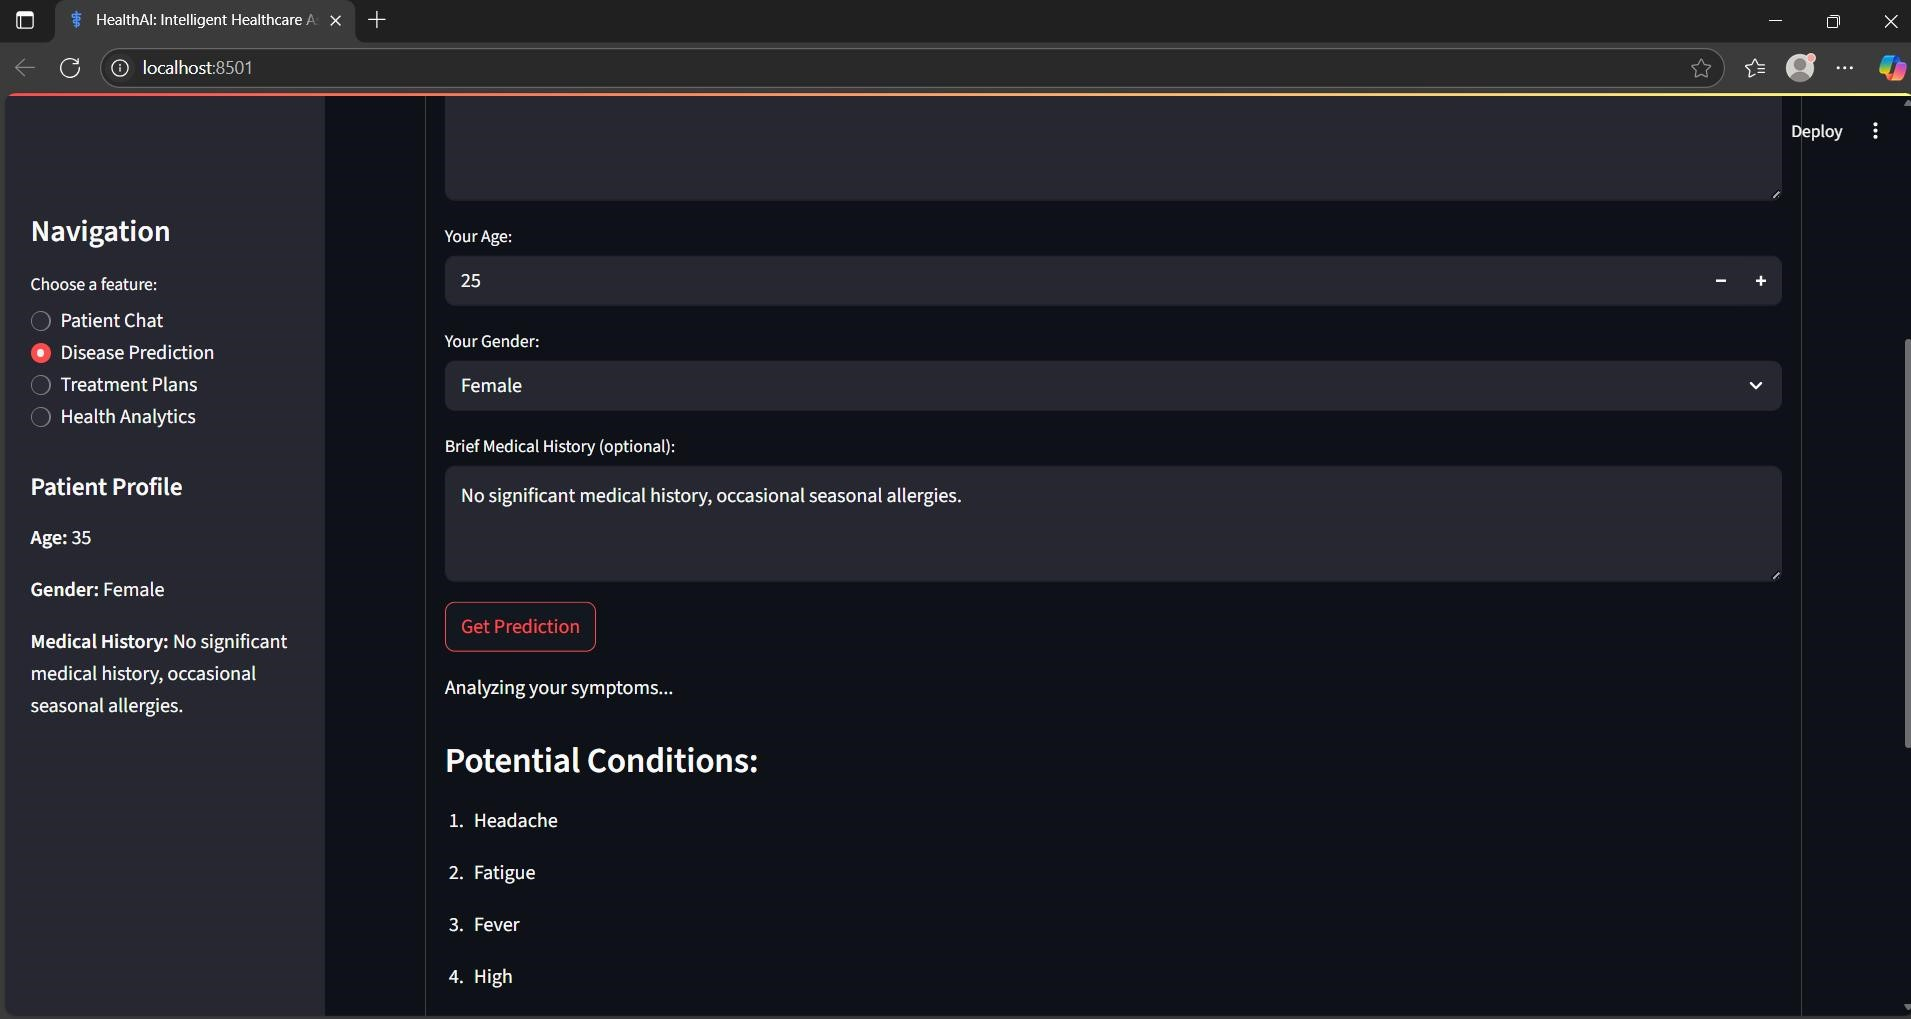 HealthAI: Intelligent Healthcare A
localhost:8501
Deploy
Navigation
Choose a feature:
Patient Chat
Disease Prediction
Treatment Plans
Health Analytics
Patient Profile
Age: 35
Gender: Female
Medical History: No significant
medical history, occasional
seasonal allergies.
Your Age:
25
Your Gender:
Female
Brief Medical History (optional):
No significant medical history, occasional seasonal allergies.
Get Prediction
Analyzing your symptoms...
Potential Conditions:
1. Headache
2. Fatigue
3. Fever
4. High